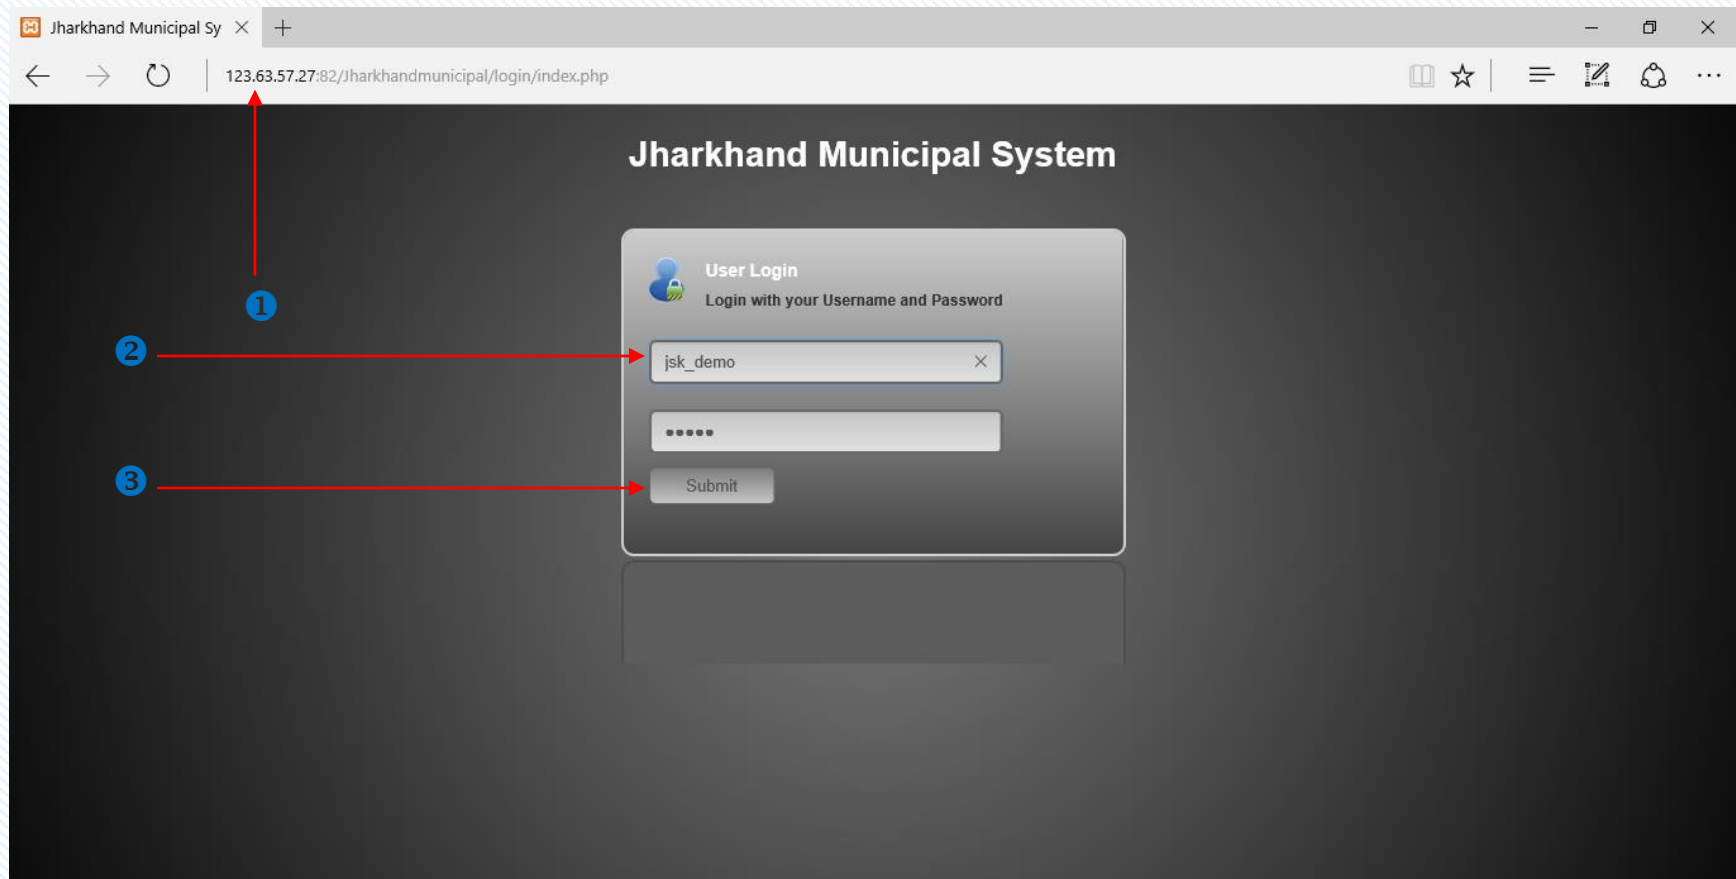 Jharkhand Municipal Sy
123.63.57.27:82/Jharkhandmunicipal/login/index.php
Jharkhand Municipal System
User Login
Login with your Username and Password
1
2
jsk_demo
•••••
3
Submit